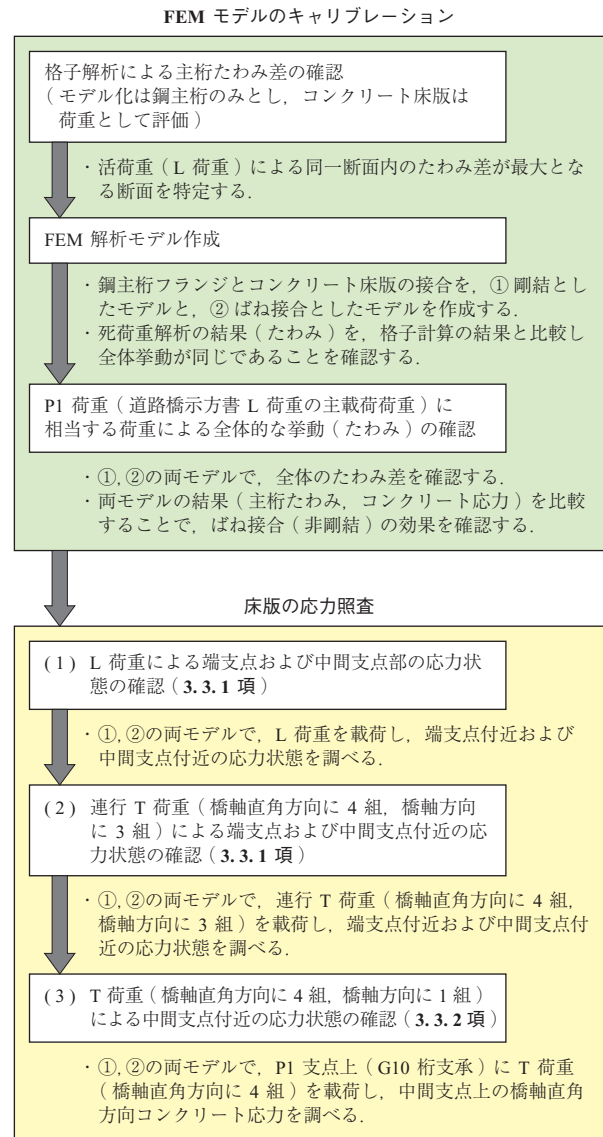 FEM モデルのキャリブレーション
格子解析による主桁たわみ差の確認
( モデル化は鋼主桁のみとし，コンクリート床版は
荷重として評価 )
・活荷重 ( L 荷重 ) による同一断面内のたわみ差が最大とな
る断面を特定する．
FEM 解析モデル作成
・鋼主桁フランジとコンクリート床版の接合を，① 剛結とし
たモデルと，② ばね接合としたモデルを作成する．
・死荷重解析の結果 ( たわみ ) を，格子計算の結果と比較し
全体挙動が同じであることを確認する．
P1 荷重 ( 道路橋示方書 L 荷重の主載荷荷重 ) に
相当する荷重による全体的な挙動 ( たわみ ) の確認
・①, ②の両モデルで，全体のたわみ差を確認する．
・両モデルの結果 ( 主桁たわみ，コンクリート応力 ) を比較
することで，ばね接合 ( 非剛結 ) の効果を確認する．
床版の応力照査
( 1 ) L 荷重による端支点および中間支点部の応力状
態の確認 ( 3. 3. 1 項 )
・①, ②の両モデルで，L 荷重を載荷し，端支点付近および
中間支点付近の応力状態を調べる．
( 2 ) 連行 T 荷重 ( 橋軸直角方向に 4 組，橋軸方向
に 3 組 ) による端支点および中間支点付近の応
力状態の確認 ( 3. 3. 1 項 )
・①, ②の両モデルで，連行 T 荷重 ( 橋軸直角方向に 4 組，
橋軸方向に 3 組 ) を載荷し，端支点付近および中間支点付
近の応力状態を調べる．
( 3 ) T 荷重 ( 橋軸直角方向に 4 組，橋軸方向に 1 組 )
による中間支点付近の応力状態の確認 ( 3. 3. 2 項 )
・①, ②の両モデルで，P1 支点上 ( G10 桁支承 ) に T 荷重
( 橋軸直角方向に 4 組 ) を載荷し，中間支点上の橋軸直角
方向コンクリート応力を調べる．